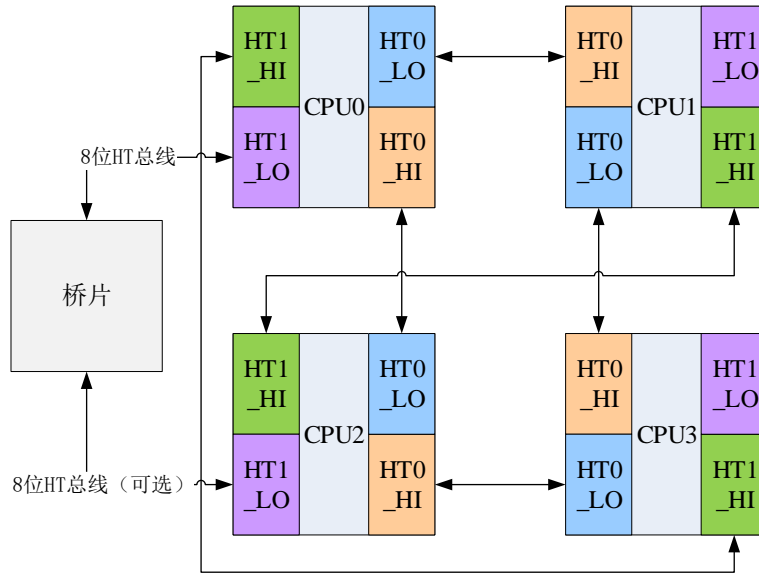 HT1
_HI
HT0
_LO
CPU0
HT1
_LO
HT0
_HI
HT0
_HI
HT1
_LO
CPU1
HT0
_LO
HT1
_HI
8位HT总线
桥片
HT1
_HI
HT0
_LO
CPU2
HT1
_LO
HT0
_HI
HT0
_HI
HT1
_LO
CPU3
HT0
_LO
HT1
_HI
8位HT总线（可选）